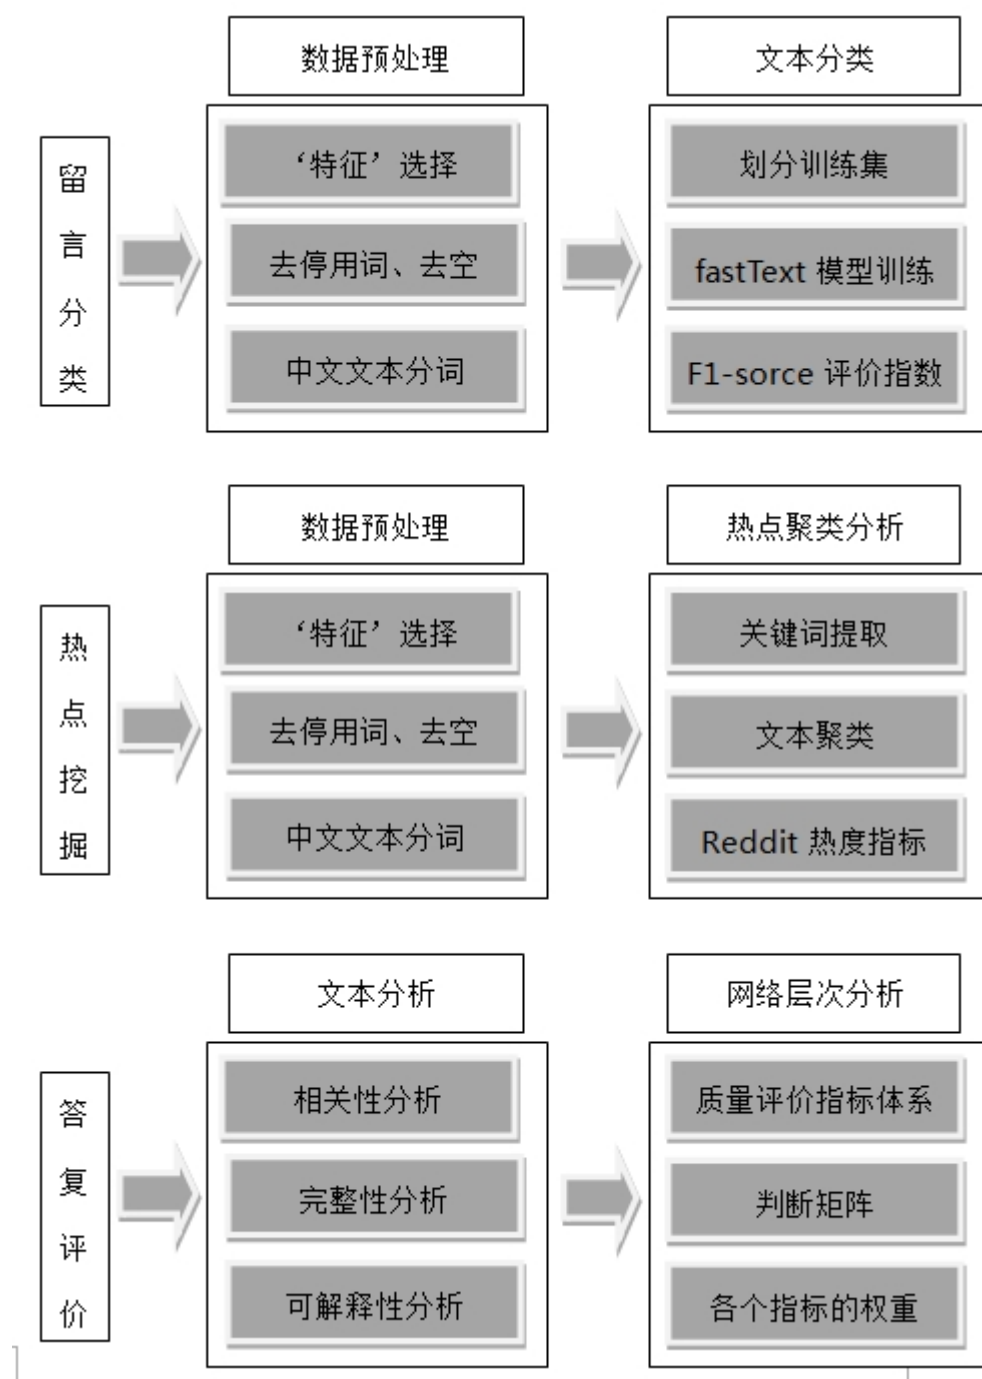 留言分类
数据预处理
‘特征’选择
去停用词、去空
中文文本分词
文本分类
划分训练集
fastText 模型训练
F1-sorce 评价指数
热点挖掘
数据预处理
‘特征’选择
去停用词、去空
中文文本分词
热点聚类分析
关键词提取
文本聚类
Reddit 热度指标
答复评价
文本分析
相关性分析
完整性分析
可解释性分析
网络层次分析
质量评价指标体系
判断矩阵
各个指标的权重